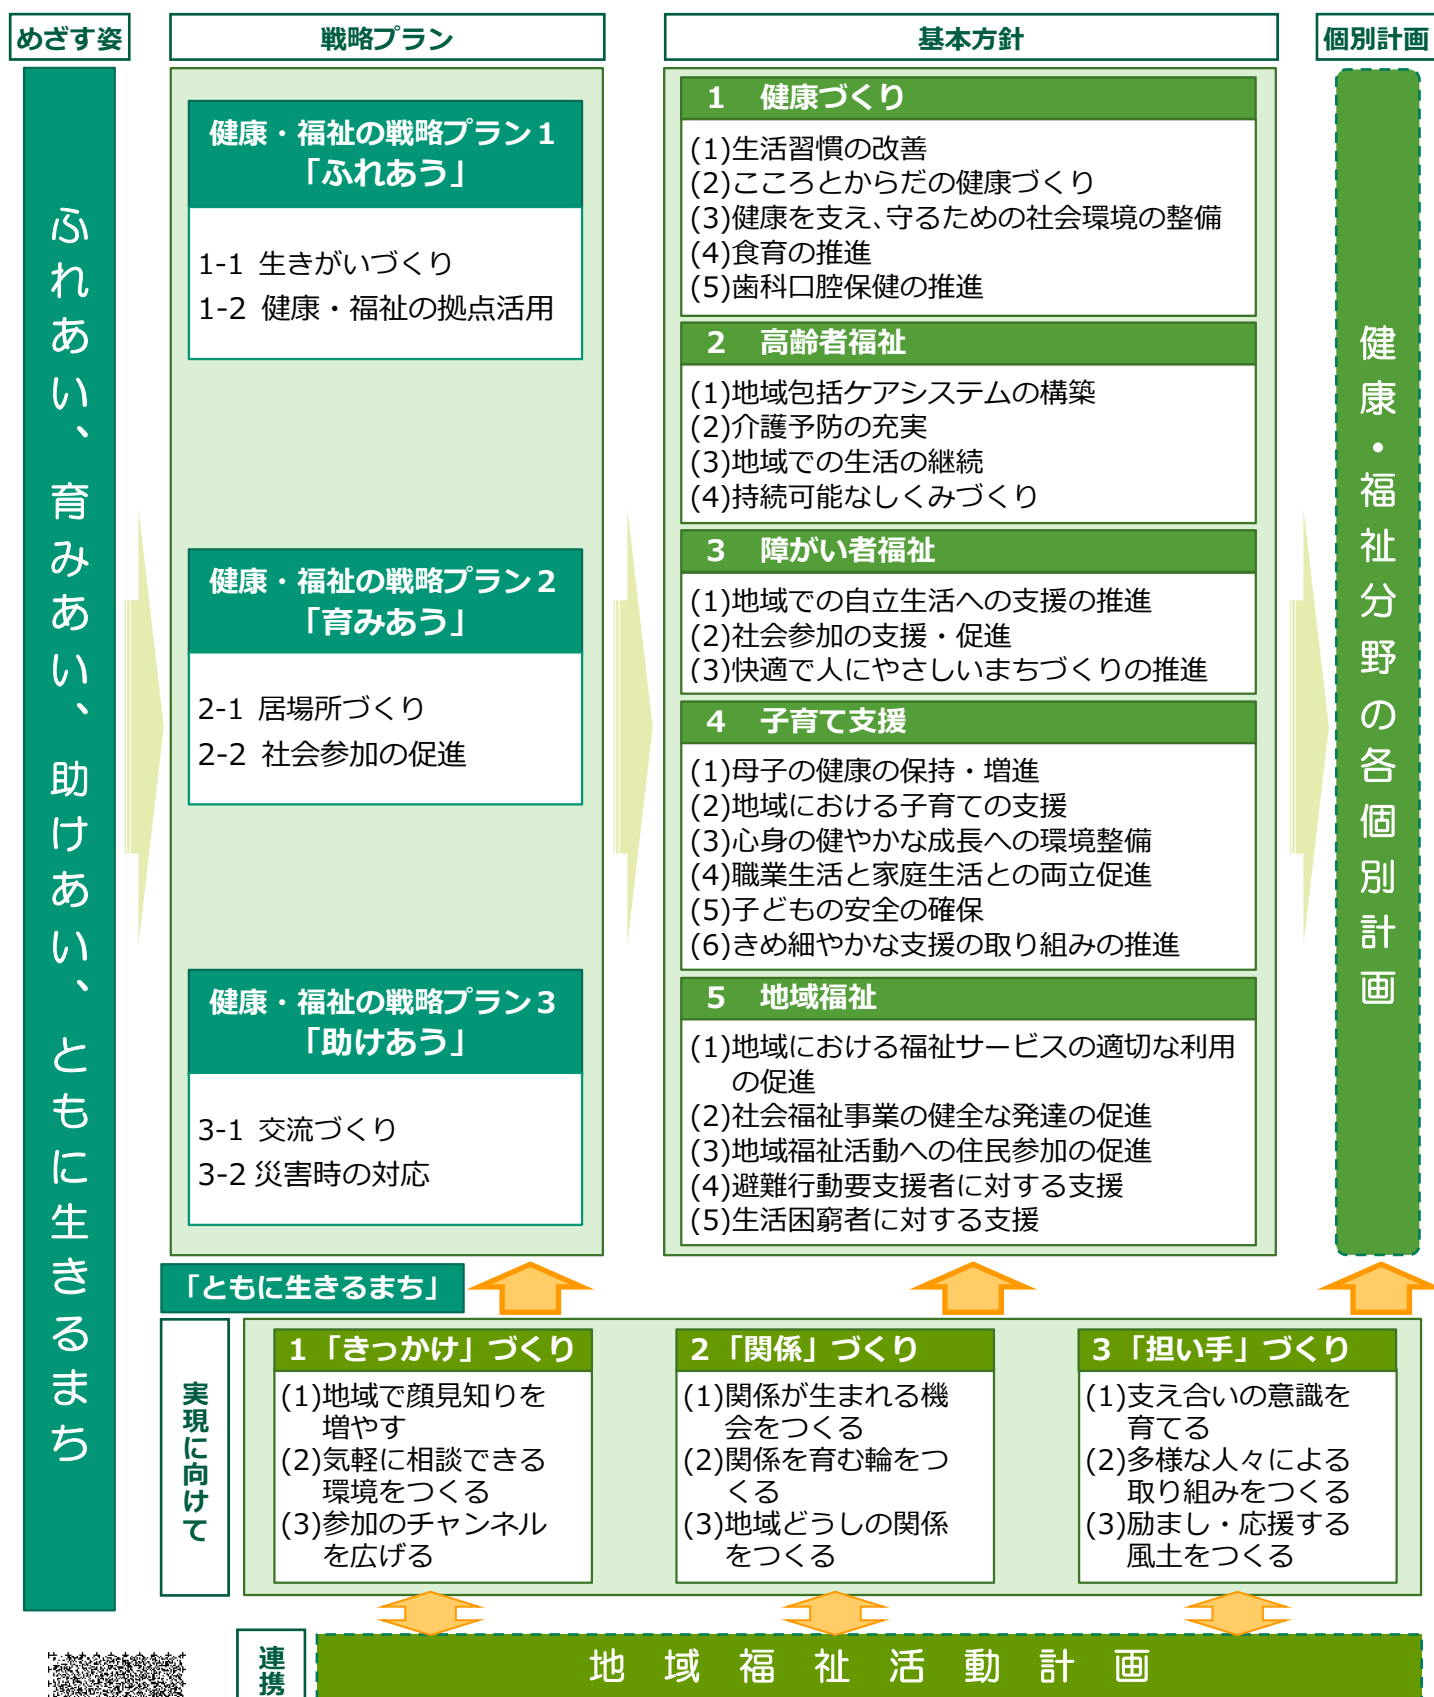 めざす姿
戦略プラン
基本方針
個別計画
ふれあい、育みあい、助けあい、ともに生きるまち
健康・福祉の戦略プラン１
「ふれあう」
1-1 生きがいづくり
1-2 健康・福祉の拠点活用
健康・福祉の戦略プラン２
「育みあう」
2-1 居場所づくり
2-2 社会参加の促進
健康・福祉の戦略プラン３
「助けあう」
3-1 交流づくり
3-2 災害時の対応
1 健康づくり
(1)生活習慣の改善
(2)こころとからだの健康づくり
(3)健康を支え、守るための社会環境の整備
(4)食育の推進
(5)歯科口腔保健の推進
2 高齢者福祉
(1)地域包括ケアシステムの構築
(2)介護予防の充実
(3)地域での生活の継続
(4)持続可能なしくみづくり
3 障がい者福祉
(1)地域での自立生活への支援の推進
(2)社会参加の支援・促進
(3)快適で人にやさしいまちづくりの推進
4 子育て支援
(1)母子の健康の保持・増進
(2)地域における子育ての支援
(3)心身の健やかな成長への環境整備
(4)職業生活と家庭生活との両立促進
(5)子どもの安全の確保
(6)きめ細やかな支援の取り組みの推進
5 地域福祉
(1)地域における福祉サービスの適切な利用
の促進
(2)社会福祉事業の健全な発達の促進
(3)地域福祉活動への住民参加の促進
(4)避難行動要支援者に対する支援
(5)生活困窮者に対する支援
健康・福祉分野の各個別計画
「ともに生きるまち」
実現に向けて
1「きっかけ」づくり
(1)地域で顔見知りを
増やす
(2)気軽に相談できる
環境をつくる
(3)参加のチャンネル
を広げる
2「関係」づくり
(1)関係が生まれる機
会をつくる
(2)関係を育む輪をつ
くる
(3)地域どうしの関係
をつくる
3「担い手」づくり
(1)支え合いの意識を
育てる
(2)多様な人々による
取り組みをつくる
(3)励まし・応援する
風土をつくる
連携
地域福祉活動計画